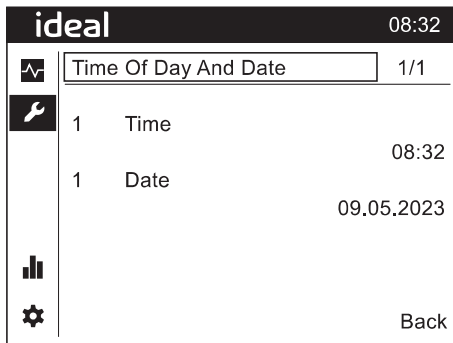 ideal 08:32
Time Of Day And Date 1/1
1 Time
08:32
1 Date
09.05.2023
Back